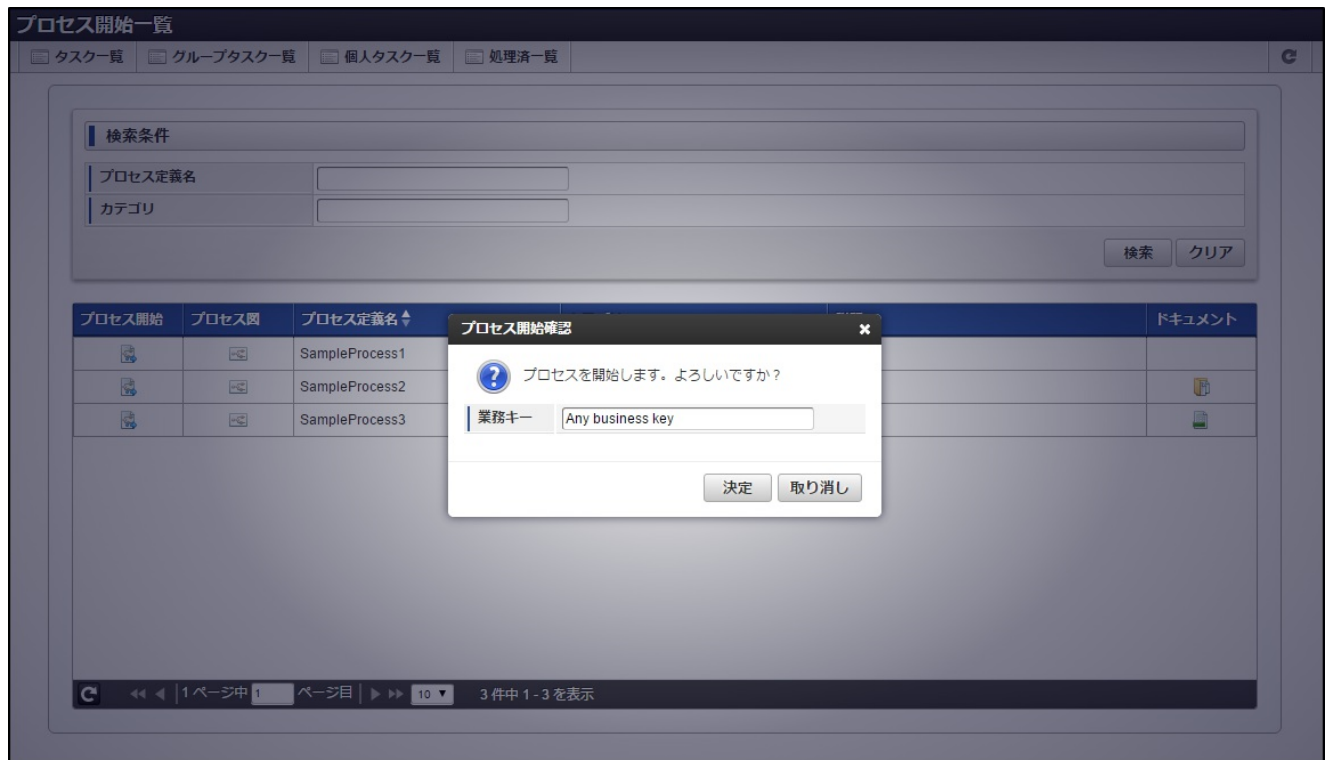 プロセス開始一覧
タスク一覧 グループタスク一覧 個人タスク一覧 処理済一覧
検索条件
プロセス定義名
カテゴリ
検索 クリア
プロセス開始 プロセス図 プロセス定義名 ドキュメント
プロセス開始確認
SampleProcess1
プロセスを開始します。よろしいですか？
SampleProcess2
SampleProcess3
業務キー Any business key
決定 取り消し
1 ページ中 1 ページ目 10 3 件中 1 - 3 を表示